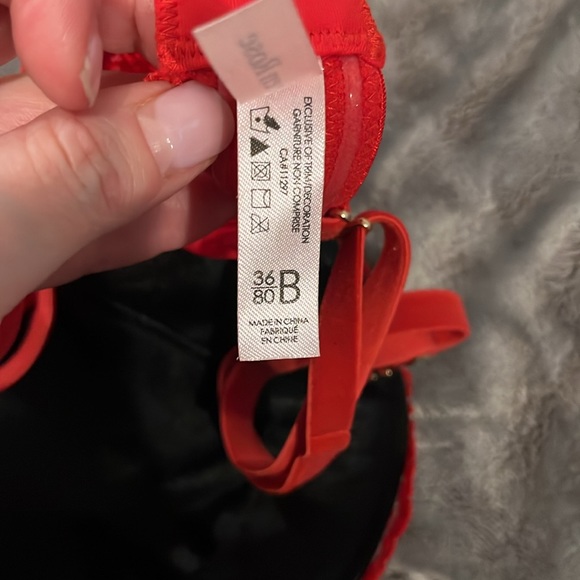 EXCLUSIVE OF TRIM/DECORATION
GARNITURE NON COMPRISE
CA#11297
36
80 B
MADE IN CHINA
FABRIQUÉ
EN CHINE